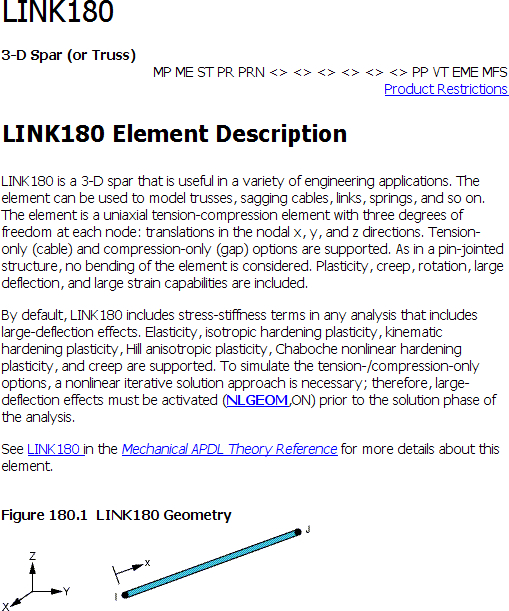 LINK180
3-D Spar (or Truss)
MP ME ST PR PRN <> <> <> <> <> <> PP VT EME MFS
Product Restrictions
LINK180 Element Description
LINK180 is a 3-D spar that is useful in a variety of engineering applications. The
element can be used to model trusses, sagging cables, links, springs, and so on.
The element is a uniaxial tension-compression element with three degrees of
freedom at each node: translations in the nodal x, y, and z directions. Tension-
only (cable) and compression-only (gap) options are supported. As in a pin-jointed
structure, no bending of the element is considered. Plasticity, creep, rotation, large
deflection, and large strain capabilities are included.
By default, LINK180 includes stress-stiffness terms in any analysis that includes
large-deflection effects. Elasticity, isotropic hardening plasticity, kinematic
hardening plasticity, Hill anisotropic plasticity, Chaboche nonlinear hardening
plasticity, and creep are supported. To simulate the tension-/compression-only
options, a nonlinear iterative solution approach is necessary; therefore, large-
deflection effects must be activated (NLGEOM,ON) prior to the solution phase of
the analysis.
See LINK180 in the Mechanical APDL Theory Reference for more details about this
element.
Figure 180.1 LINK180 Geometry
J
Z
x
Y
I
X